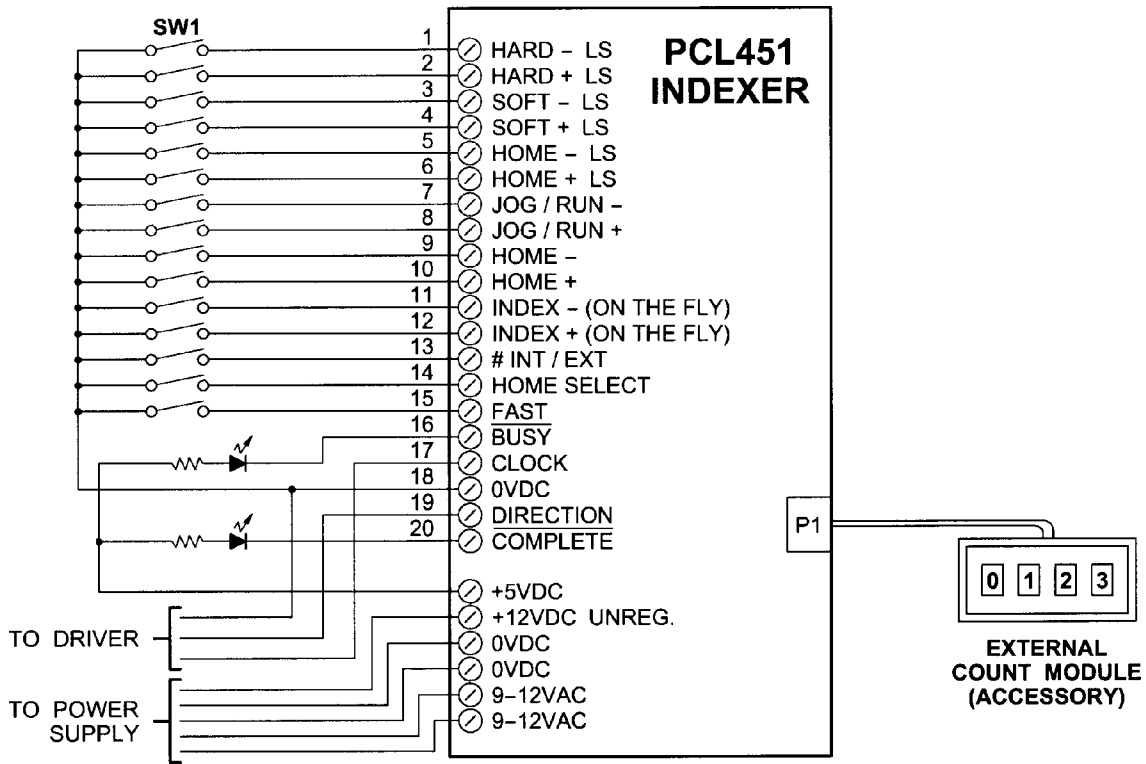 SW1
PCL451
INDEXER
1 HARD – LS
2 HARD + LS
3 SOFT – LS
4 SOFT + LS
5 HOME – LS
6 HOME + LS
7 JOG / RUN –
8 JOG / RUN +
9 HOME –
10 HOME +
11 INDEX – (ON THE FLY)
12 INDEX + (ON THE FLY)
13 # INT / EXT
14 HOME SELECT
15 FAST
16 BUSY
17 CLOCK
18 0VDC
19 DIRECTION
20 COMPLETE
+5VDC
+12VDC UNREG.
0VDC
0VDC
9–12VAC
9–12VAC
TO DRIVER
TO POWER
SUPPLY
P1
0 1 2 3
EXTERNAL
COUNT MODULE
(ACCESSORY)